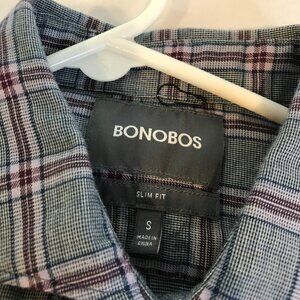 BONOBOS
SLIM FIT
S
MADE IN
CHINA